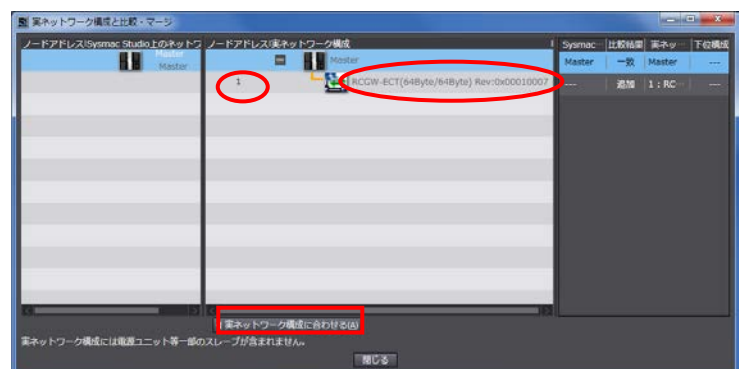 実ネットワーク構成と比較・マージ
ノードアドレス|Sysmac Studio上のネットワ
ノードアドレス|実ネットワーク構成
Sysmac… 比較結果 実ネッ… 下位構成
Master
Master
Master
Master 一致 Master ---
1 RCGW-ECT(64Byte/64Byte) Rev:0x00010007
--- 追加 1 : RC… ---
実ネットワーク構成に合わせる(A)
実ネットワーク構成には電源ユニット等一部のスレーブが含まれません。
閉じる